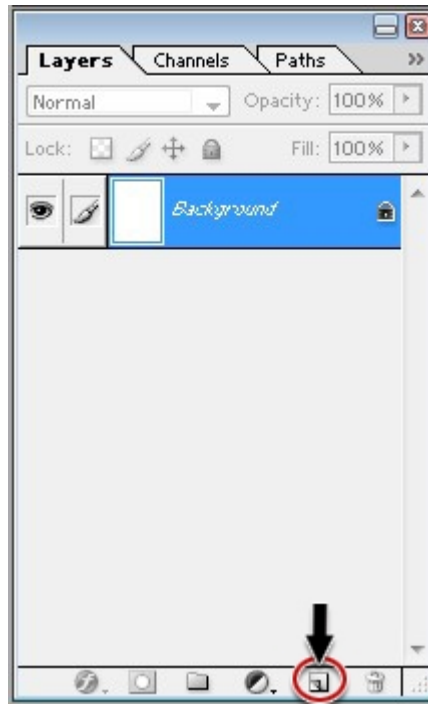 Layers Channels Paths
Normal Opacity: 100%
Lock: Fill: 100%
Background